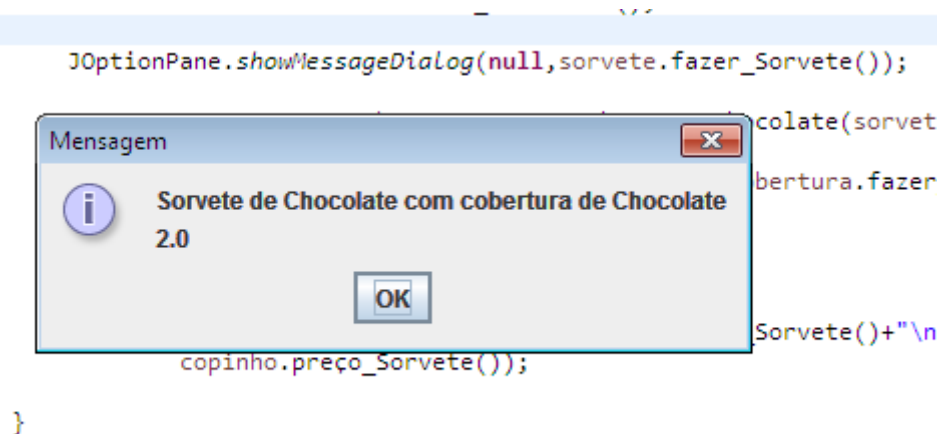 JOptionPane.showMessageDialog(null,sorvete.fazer_Sorvete());
colate(sorvet
Mensagem
bertura.fazer
Sorvete de Chocolate com cobertura de Chocolate
2.0
OK
_Sorvete()+"\n
copinho.preço_Sorvete());
}